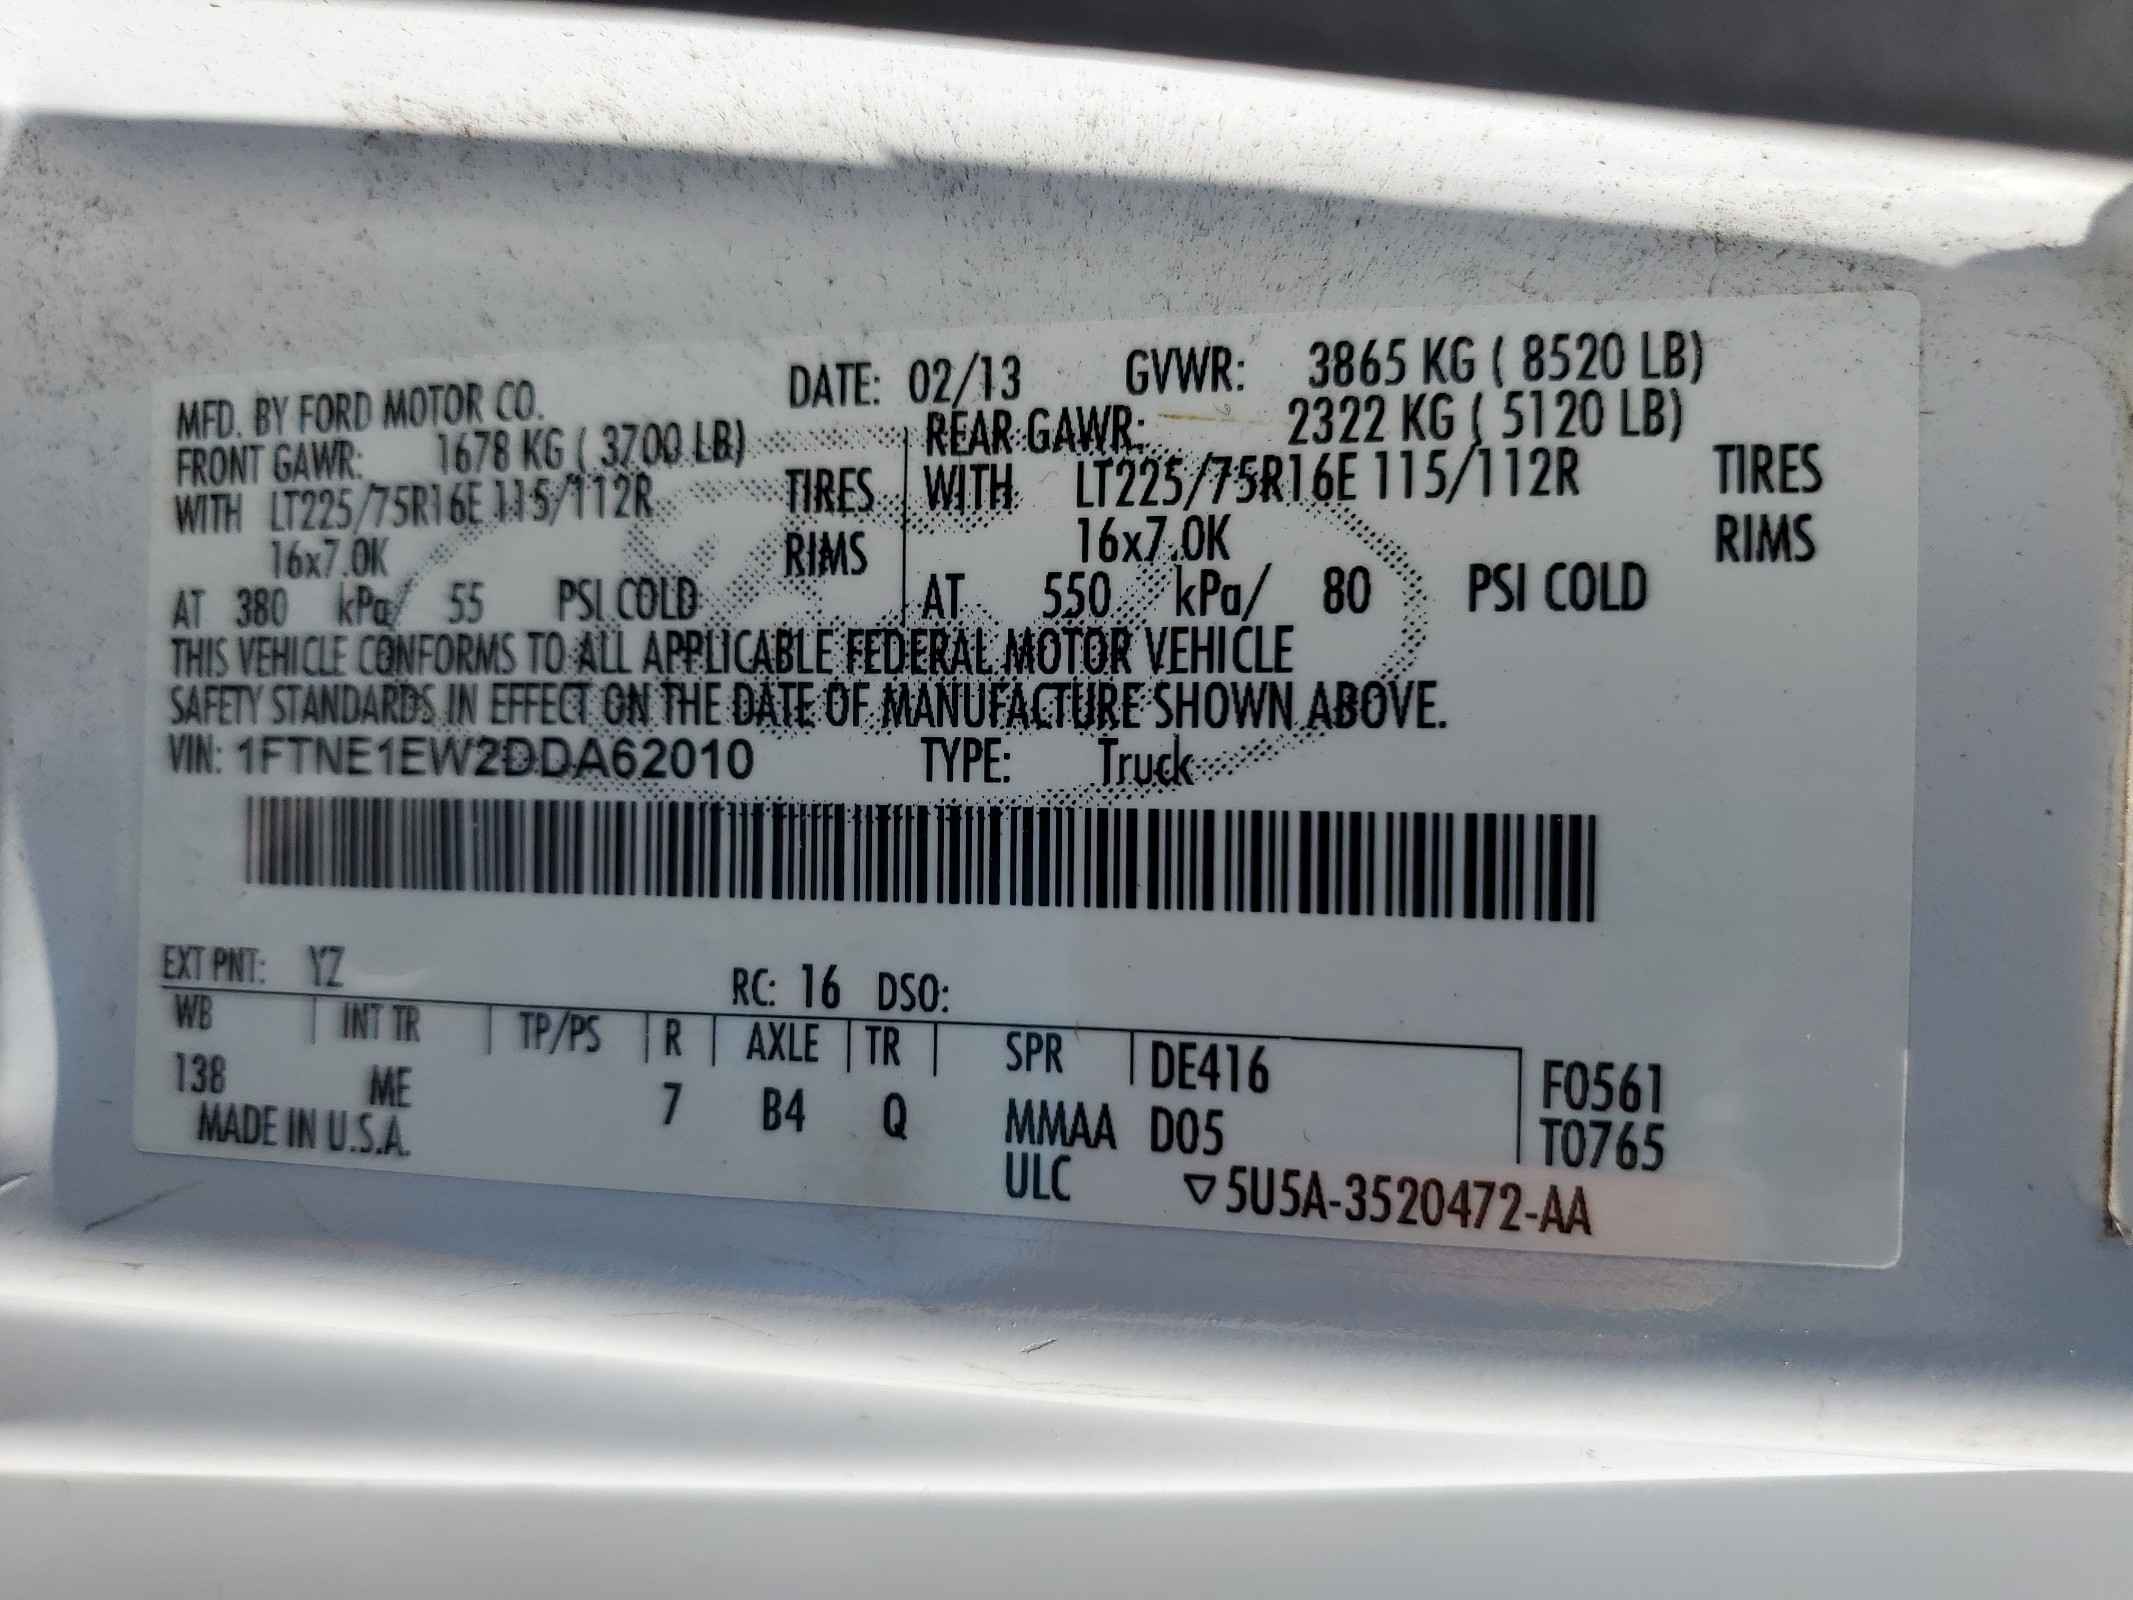 MFD. BY FORD MOTOR CO. DATE: 02/13 GVWR: 3865 KG ( 8520 LB)
FRONT GAWR: 1678 KG ( 3700 LB) REAR GAWR: 2322 KG ( 5120 LB)
WITH LT225/75R16E 115/112R TIRES WITH LT225/75R16E 115/112R TIRES
16x7.0K RIMS 16x7.0K RIMS
AT 380 kPa/ 55 PSI COLD AT 550 kPa/ 80 PSI COLD
THIS VEHICLE CONFORMS TO ALL APPLICABLE FEDERAL MOTOR VEHICLE
SAFETY STANDARDS IN EFFECT ON THE DATE OF MANUFACTURE SHOWN ABOVE.
VIN: 1FTNE1EW2DDA62010 TYPE: Truck
EXT PNT: YZ RC: 16 DSO:
WB INT TR TP/PS R AXLE TR SPR DE416 F0561
138 ME 7 B4 Q MMAA D05 T0765
MADE IN U.S.A. ULC ▽5U5A-3520472-AA